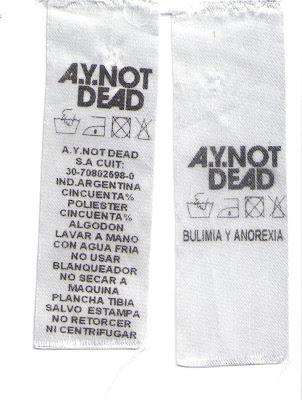 A.Y.NOT
DEAD
A.Y.NOT DEAD
S.A CUIT:
30-70802598-0
IND.ARGENTINA
CINCUENTA%
POLIESTER
CINCUENTA%
ALGODON
LAVAR A MANO
CON AGUA FRIA
NO USAR
BLANQUEADOR
NO SECAR A
MAQUINA
PLANCHA TIBIA
SALVO ESTAMPA
NO RETORCER
NI CENTRIFUGAR
A.Y.NOT
DEAD
BULIMIA Y ANOREXIA